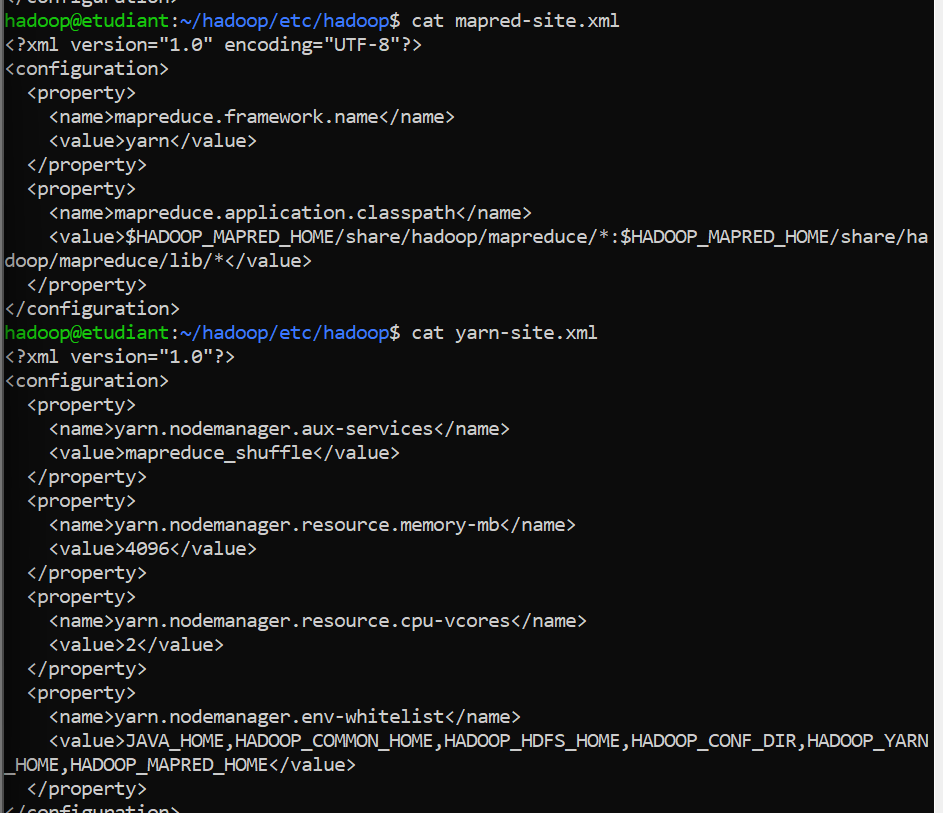 </configuration>
hadoop@etudiant:~/hadoop/etc/hadoop$ cat mapred-site.xml
<?xml version="1.0" encoding="UTF-8"?>
<configuration>
  <property>
    <name>mapreduce.framework.name</name>
    <value>yarn</value>
  </property>
  <property>
    <name>mapreduce.application.classpath</name>
    <value>$HADOOP_MAPRED_HOME/share/hadoop/mapreduce/*:$HADOOP_MAPRED_HOME/share/ha
doop/mapreduce/lib/*</value>
  </property>
</configuration>
hadoop@etudiant:~/hadoop/etc/hadoop$ cat yarn-site.xml
<?xml version="1.0"?>
<configuration>
  <property>
    <name>yarn.nodemanager.aux-services</name>
    <value>mapreduce_shuffle</value>
  </property>
  <property>
    <name>yarn.nodemanager.resource.memory-mb</name>
    <value>4096</value>
  </property>
  <property>
    <name>yarn.nodemanager.resource.cpu-vcores</name>
    <value>2</value>
  </property>
  <property>
    <name>yarn.nodemanager.env-whitelist</name>
    <value>JAVA_HOME,HADOOP_COMMON_HOME,HADOOP_HDFS_HOME,HADOOP_CONF_DIR,HADOOP_YARN
_HOME,HADOOP_MAPRED_HOME</value>
  </property>
</configuration>